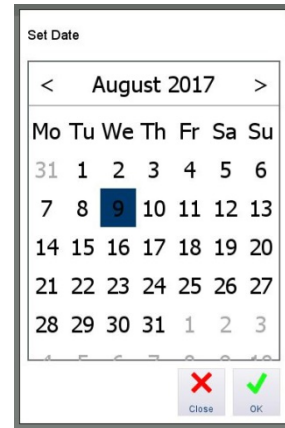 Set Date
< August 2017 >
Mo Tu We Th Fr Sa Su
31 1 2 3 4 5 6
7 8 9 10 11 12 13
14 15 16 17 18 19 20
21 22 23 24 25 26 27
28 29 30 31 1 2 3
Close OK